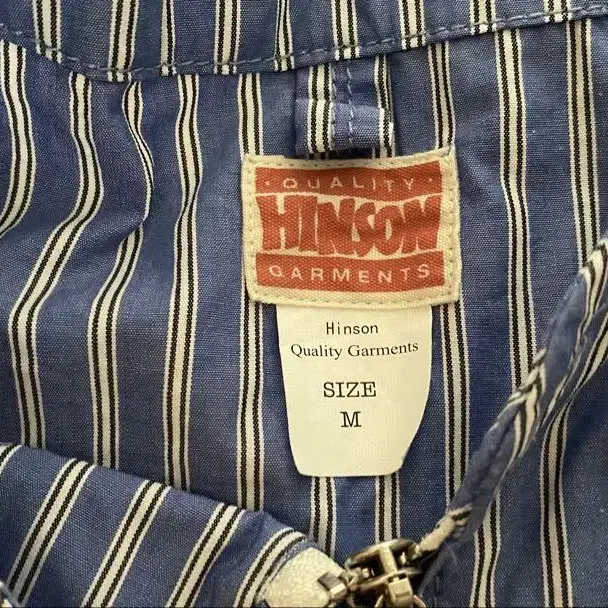 · QUALITY ·
HINSON
GARMENTS
Hinson
Quality Garments
SIZE
M